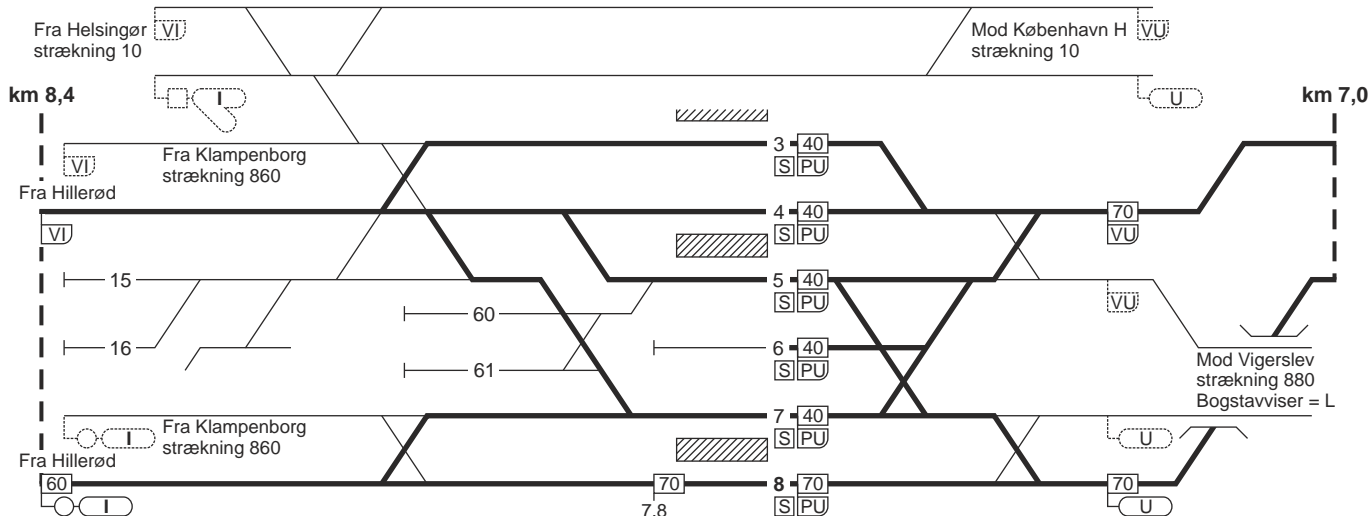 Fra Helsingør
strækning 10
VI
Mod København H
strækning 10
VU
km 8,4
I
U
km 7,0
Fra Klampenborg
strækning 860
VI
3 40
S PU
Fra Hillerød
4 40
70
VI
S PU
VU
15
5 40
S PU
VU
60
16
6 40
S PU
61
Mod Vigerslev
strækning 880
Bogstavviser = L
Fra Klampenborg
strækning 860
I
7 40
S PU
U
Fra Hillerød
60
70
8 70
70
I
7,8
S PU
U